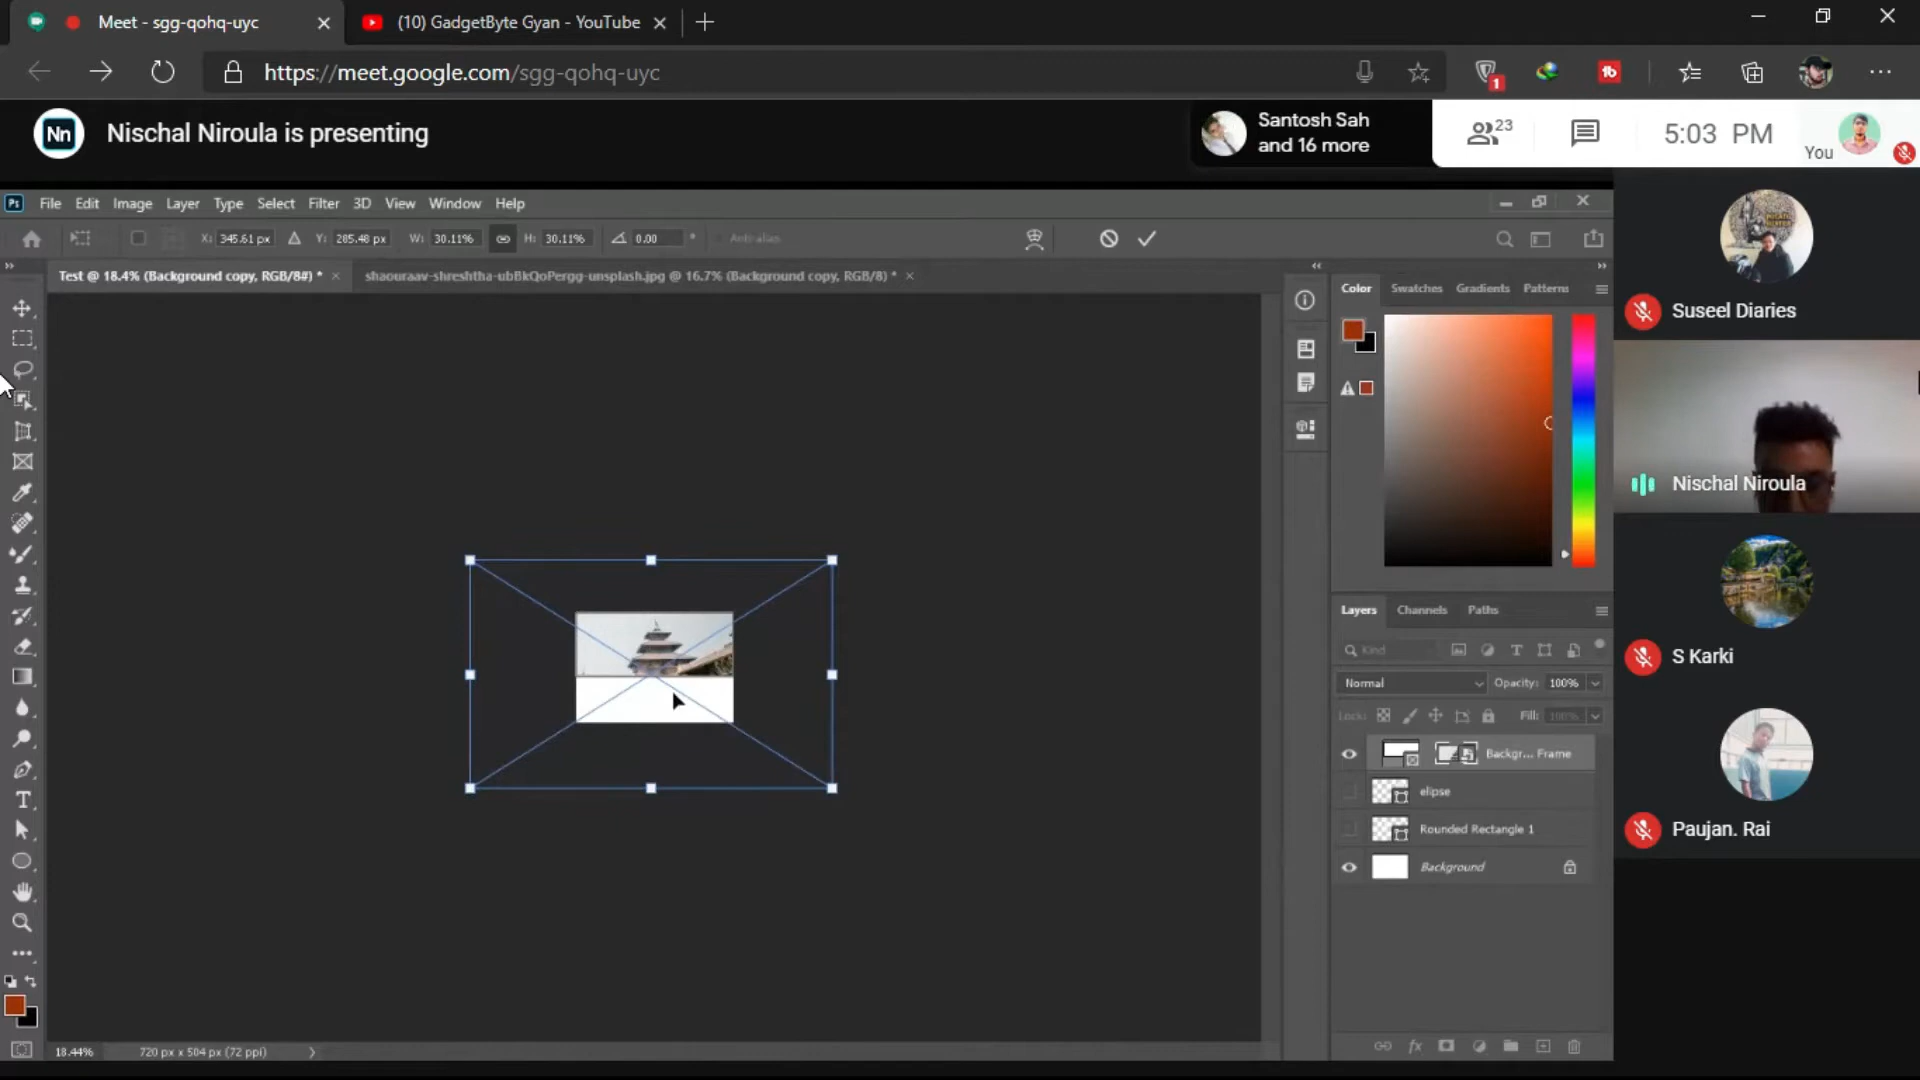 Meet - sgg-qohq-uyc
(10) GadgetByte Gyan - YouTube
https://meet.google.com/sgg-qohq-uyc
1
Nn
Nischal Niroula is presenting
Santosh Sah
and 16 more
23
5:03 PM
You
Ps File Edit Image Layer Type Select Filter 3D View Window Help
X: 345.61 px Y: 285.48 px W: 30.11% H: 30.11% 0.00 ° Anti-alias
Test @ 18.4% (Background copy, RGB/8#) *
shaouraav-shreshtha-ubBkQoPergg-unsplash.jpg @ 16.7% (Background copy, RGB/8) *
Color Swatches Gradients Patterns
Suseel Diaries
Nischal Niroula
S Karki
Paujan. Rai
Layers Channels Paths
Kind
Normal Opacity: 100%
Lock: Fill: 100%
Backgr... Frame
elipse
Rounded Rectangle 1
Background
18.44% 720 px x 504 px (72 ppi)